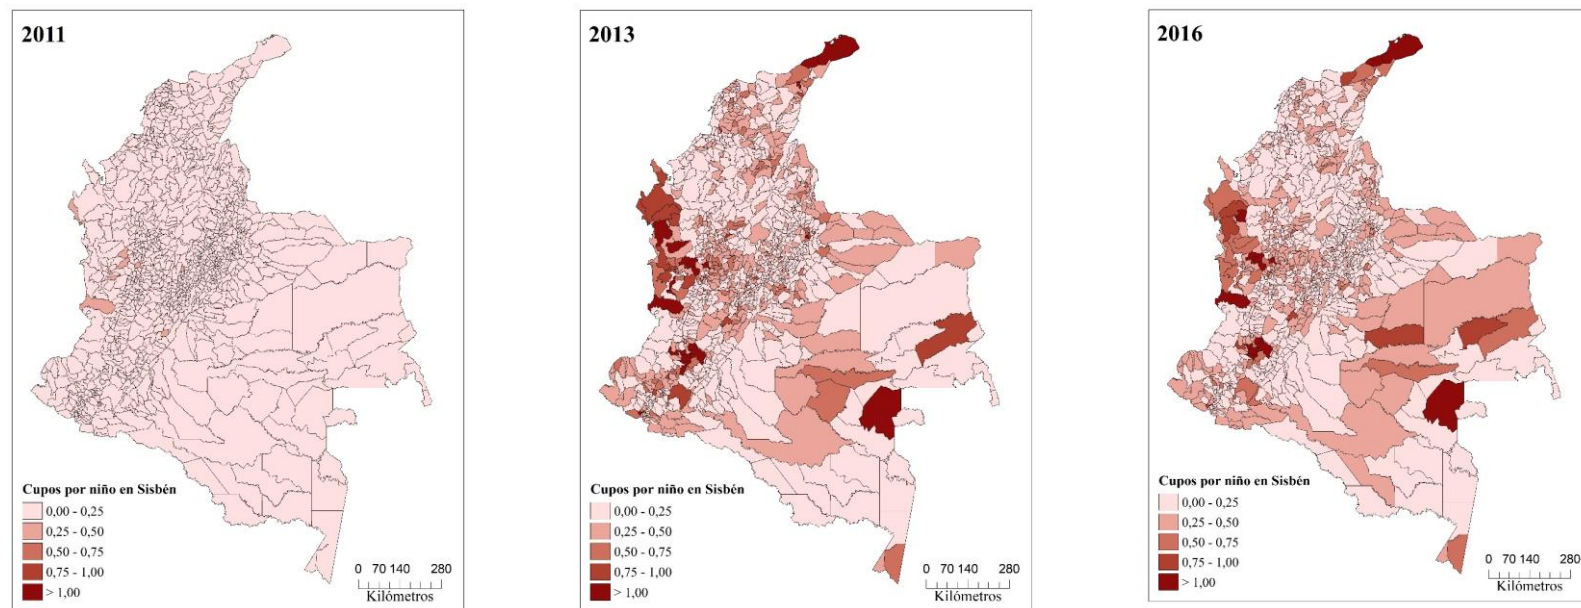 2011
Cupos por niño en Sisbén
0,00 - 0,25
0,25 - 0,50
0,50 - 0,75
0,75 - 1,00
> 1,00
0 70 140 280
Kilómetros
2013
Cupos por niño en Sisbén
0,00 - 0,25
0,25 - 0,50
0,50 - 0,75
0,75 - 1,00
> 1,00
0 70 140 280
Kilómetros
2016
Cupos por niño en Sisbén
0,00 - 0,25
0,25 - 0,50
0,50 - 0,75
0,75 - 1,00
> 1,00
0 70 140 280
Kilómetros